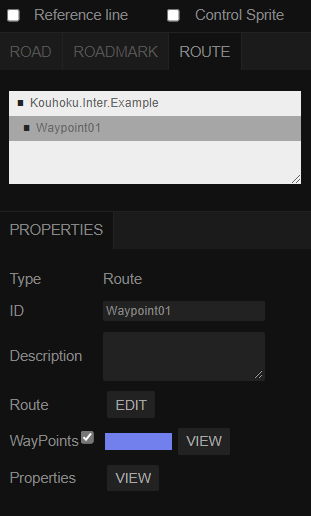 Reference line Control Sprite
ROAD ROADMARK ROUTE
Kouhoku.Inter.Example
Waypoint01
PROPERTIES
Type Route
ID Waypoint01
Description
Route EDIT
WayPoints VIEW
Properties VIEW